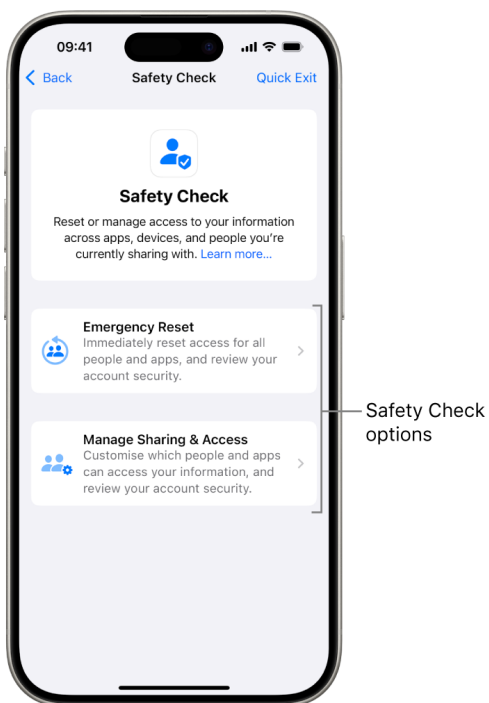 09:41
Back Safety Check Quick Exit
Safety Check
Reset or manage access to your information
across apps, devices, and people you’re
currently sharing with. Learn more...
Emergency Reset
Immediately reset access for all
people and apps, and review your
account security.
Safety Check
options
Manage Sharing & Access
Customise which people and apps
can access your information, and
review your account security.